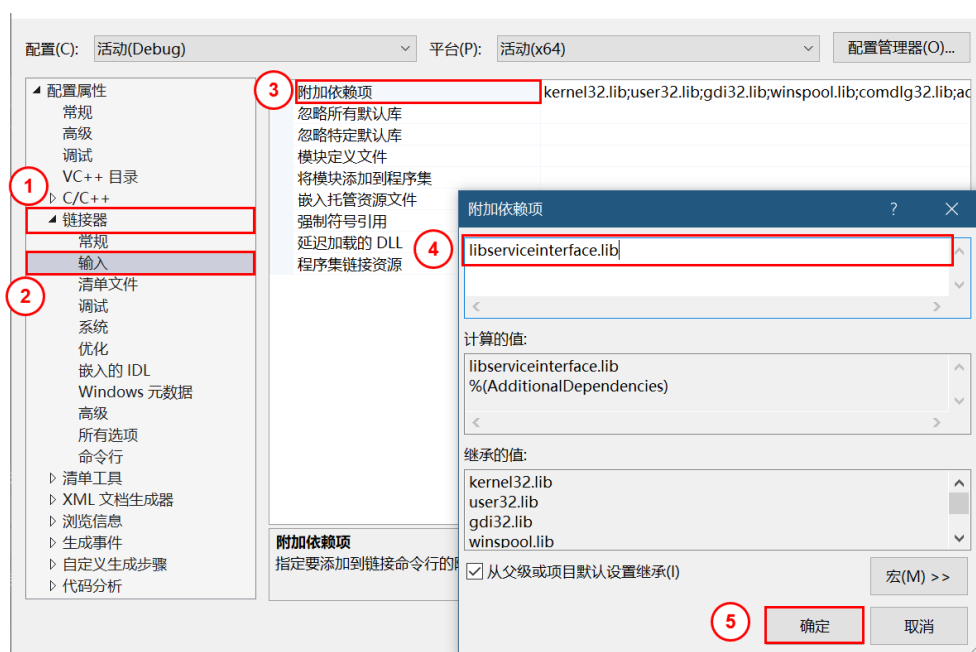 配置(C): 活动(Debug) 平台(P): 活动(x64) 配置管理器(O)...
配置属性
常规
高级
调试
VC++ 目录
1
C/C++
链接器
常规
输入
2
清单文件
调试
系统
优化
嵌入的 IDL
Windows 元数据
高级
所有选项
命令行
清单工具
XML 文档生成器
浏览信息
生成事件
自定义生成步骤
代码分析
3
附加依赖项 kernel32.lib;user32.lib;gdi32.lib;winspool.lib;comdlg32.lib;ad
忽略所有默认库
忽略特定默认库
模块定义文件
将模块添加到程序集
嵌入托管资源文件
强制符号引用
延迟加载的 DLL
程序集链接资源
附加依赖项
指定要添加到链接命令行的
附加依赖项 ?
4
libserviceinterface.lib
计算的值:
libserviceinterface.lib
%(AdditionalDependencies)
继承的值:
kernel32.lib
user32.lib
gdi32.lib
winspool.lib
从父级或项目默认设置继承(I)
宏(M) >>
5
确定 取消